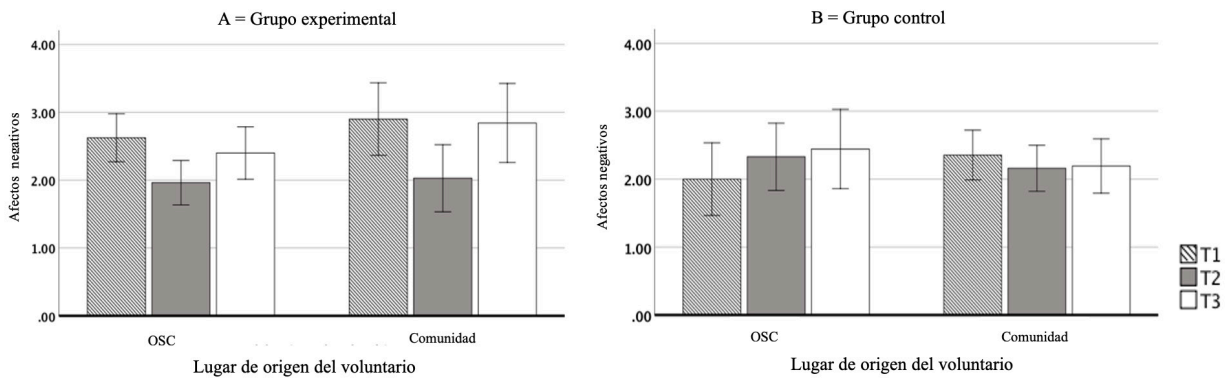 A = Grupo experimental
4.00
3.00
2.00
1.00
.00
Afectos negativos
OSC
Comunidad
Lugar de origen del voluntario
B = Grupo control
4.00
3.00
2.00
1.00
.00
Afectos negativos
OSC
Comunidad
Lugar de origen del voluntario
T1
T2
T3